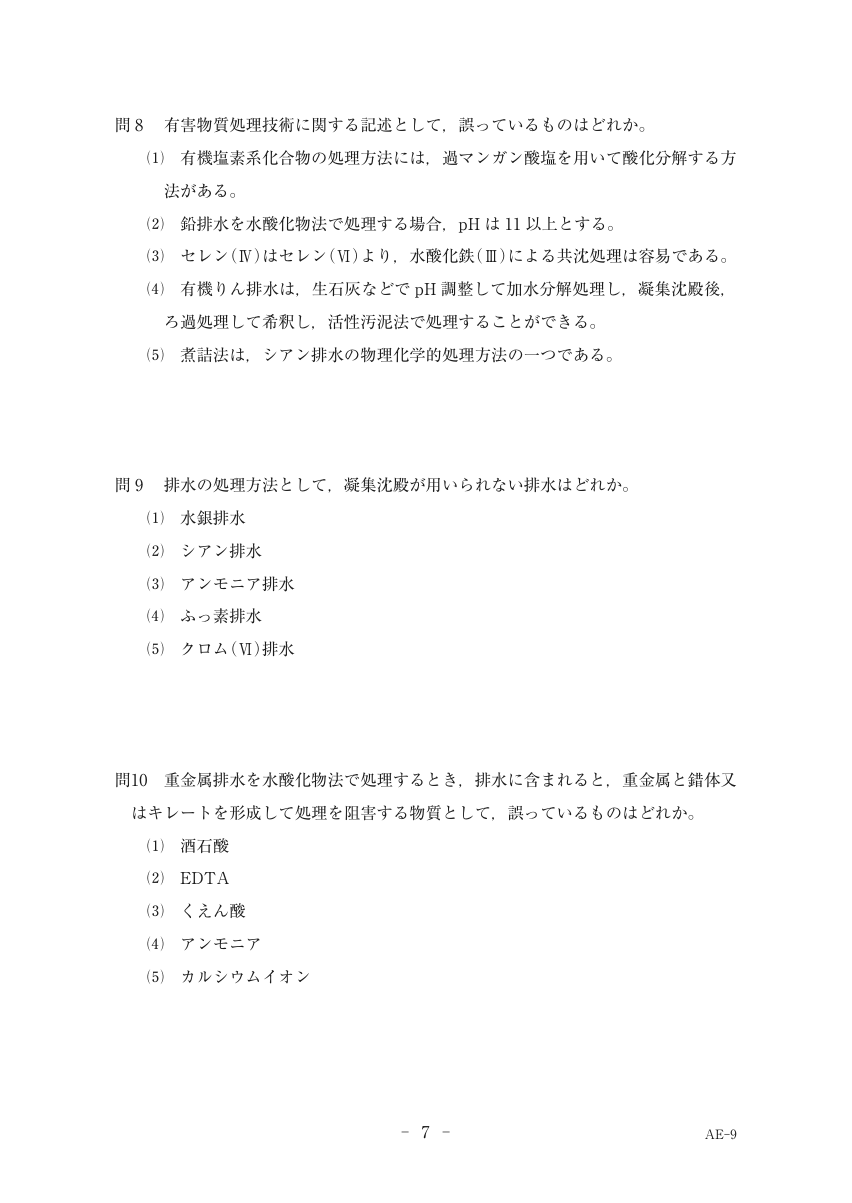 問８　有害物質処理技術に関する記述として，誤っているものはどれか。
⑴　有機塩素系化合物の処理方法には，過マンガン酸塩を用いて酸化分解する方
法がある。
⑵　鉛排水を水酸化物法で処理する場合，pH は 11 以上とする。
⑶　セレン(Ⅳ)はセレン(Ⅵ)より，水酸化鉄(Ⅲ)による共沈処理は容易である。
⑷　有機りん排水は，生石灰などで pH 調整して加水分解処理し，凝集沈殿後，
ろ過処理して希釈し，活性汚泥法で処理することができる。
⑸　煮詰法は，シアン排水の物理化学的処理方法の一つである。
問９　排水の処理方法として，凝集沈殿が用いられない排水はどれか。
⑴　水銀排水
⑵　シアン排水
⑶　アンモニア排水
⑷　ふっ素排水
⑸　クロム(Ⅵ)排水
問10　重金属排水を水酸化物法で処理するとき，排水に含まれると，重金属と錯体又
はキレートを形成して処理を阻害する物質として，誤っているものはどれか。
⑴　酒石酸
⑵　EDTA
⑶　くえん酸
⑷　アンモニア
⑸　カルシウムイオン
－ 7 －
AE-9